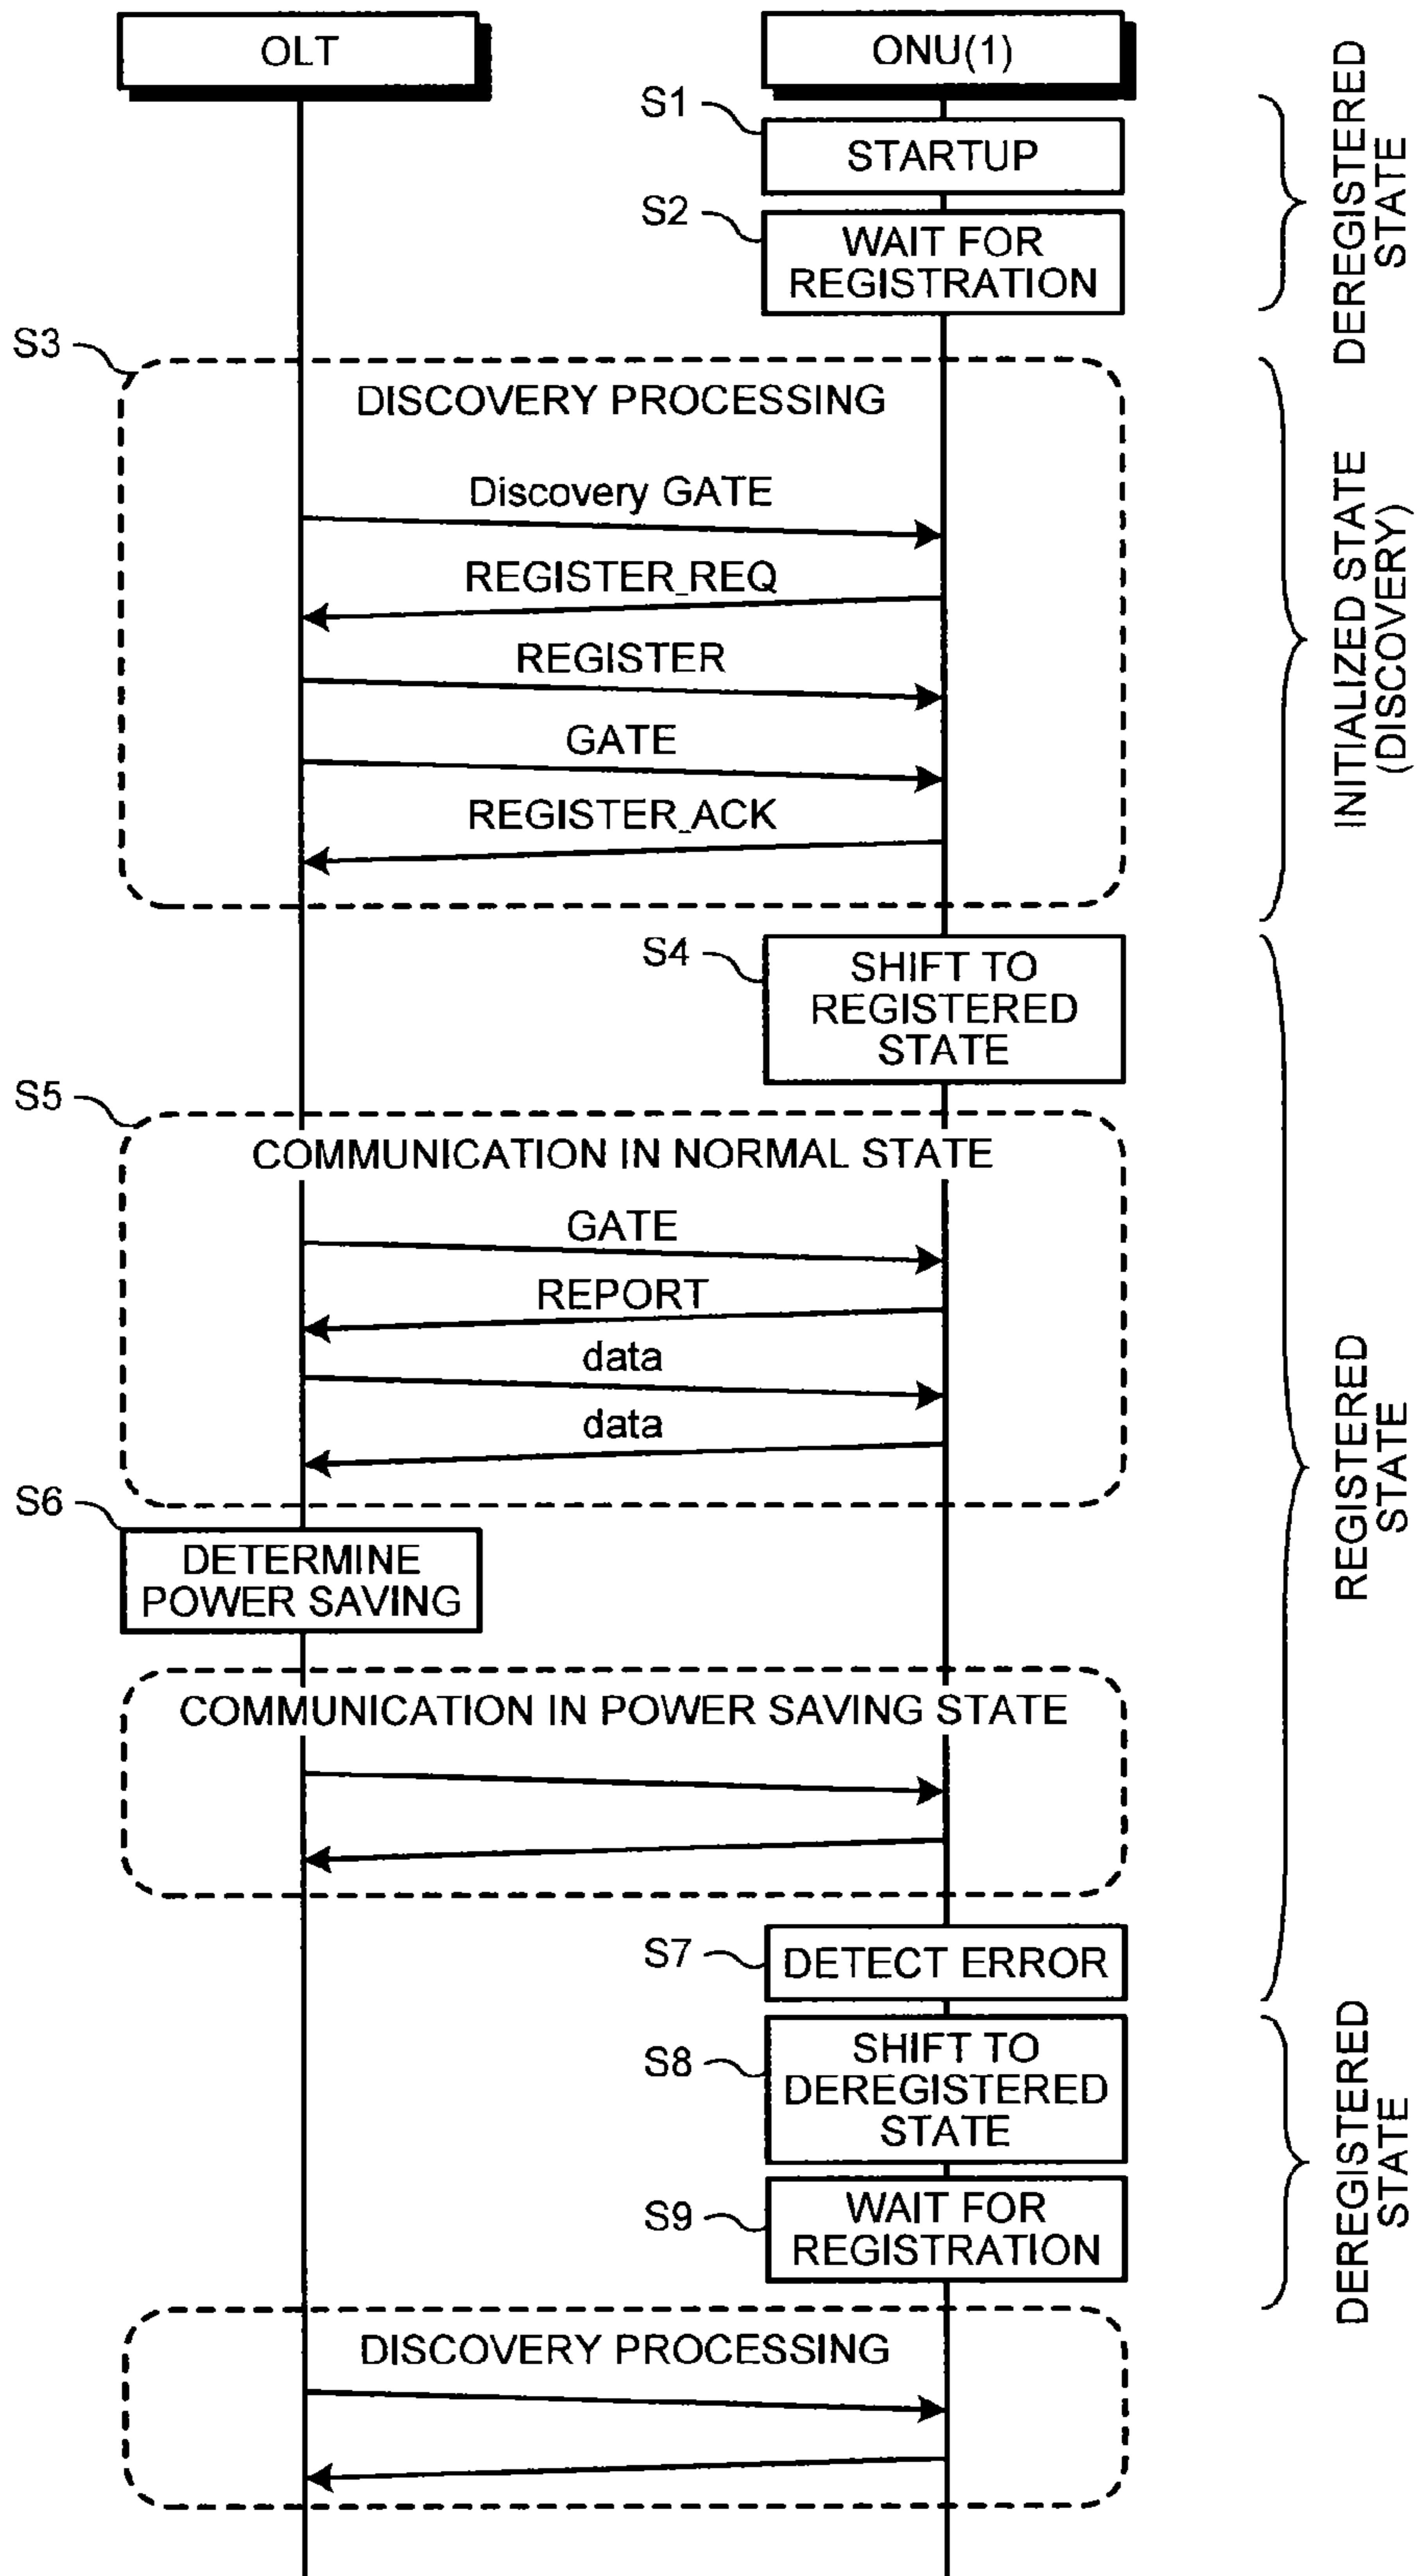 OLT
ONU(1)
S1
STARTUP
S2
WAIT FOR
REGISTRATION
DEREGISTERED
STATE
S3
DISCOVERY PROCESSING
Discovery GATE
REGISTER_REQ
REGISTER
GATE
REGISTER_ACK
INITIALIZED STATE
(DISCOVERY)
S4
SHIFT TO
REGISTERED
STATE
S5
COMMUNICATION IN NORMAL STATE
GATE
REPORT
data
data
S6
DETERMINE
POWER SAVING
COMMUNICATION IN POWER SAVING STATE
REGISTERED
STATE
S7
DETECT ERROR
S8
SHIFT TO
DEREGISTERED
STATE
S9
WAIT FOR
REGISTRATION
DEREGISTERED
STATE
DISCOVERY PROCESSING